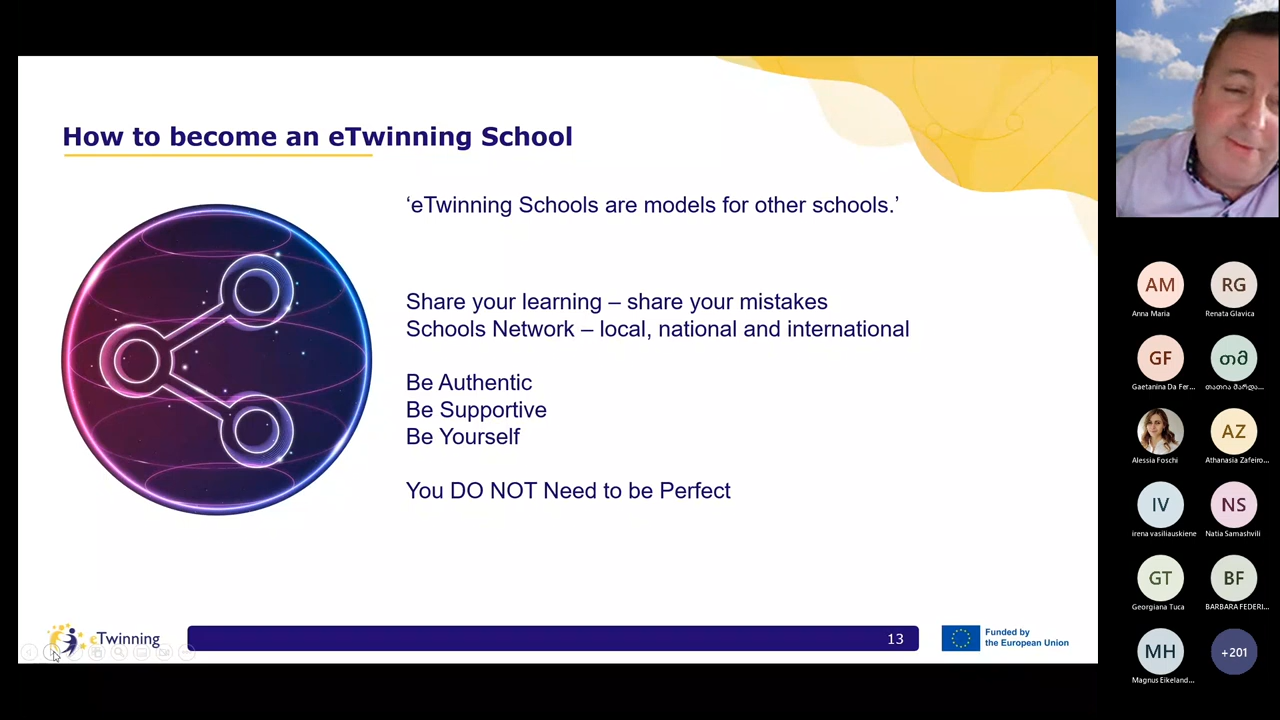 How to become an eTwinning School
'eTwinning Schools are models for other schools.'
Share your learning – share your mistakes
Schools Network – local, national and international
Be Authentic
Be Supportive
Be Yourself
You DO NOT Need to be Perfect
eTwinning
13
Funded by
the European Union
AM
RG
Anna Maria
Renata Glavica
GF
თმ
Gaetanina Da Fer...
თათია მარდა...
AZ
Alessia Foschi
Athanasia Zafeiro...
IV
NS
irena vasiliauskiene
Natia Samashvili
GT
BF
Georgiana Tuca
BARBARA FEDERI...
MH
+201
Magnus Eikeland...